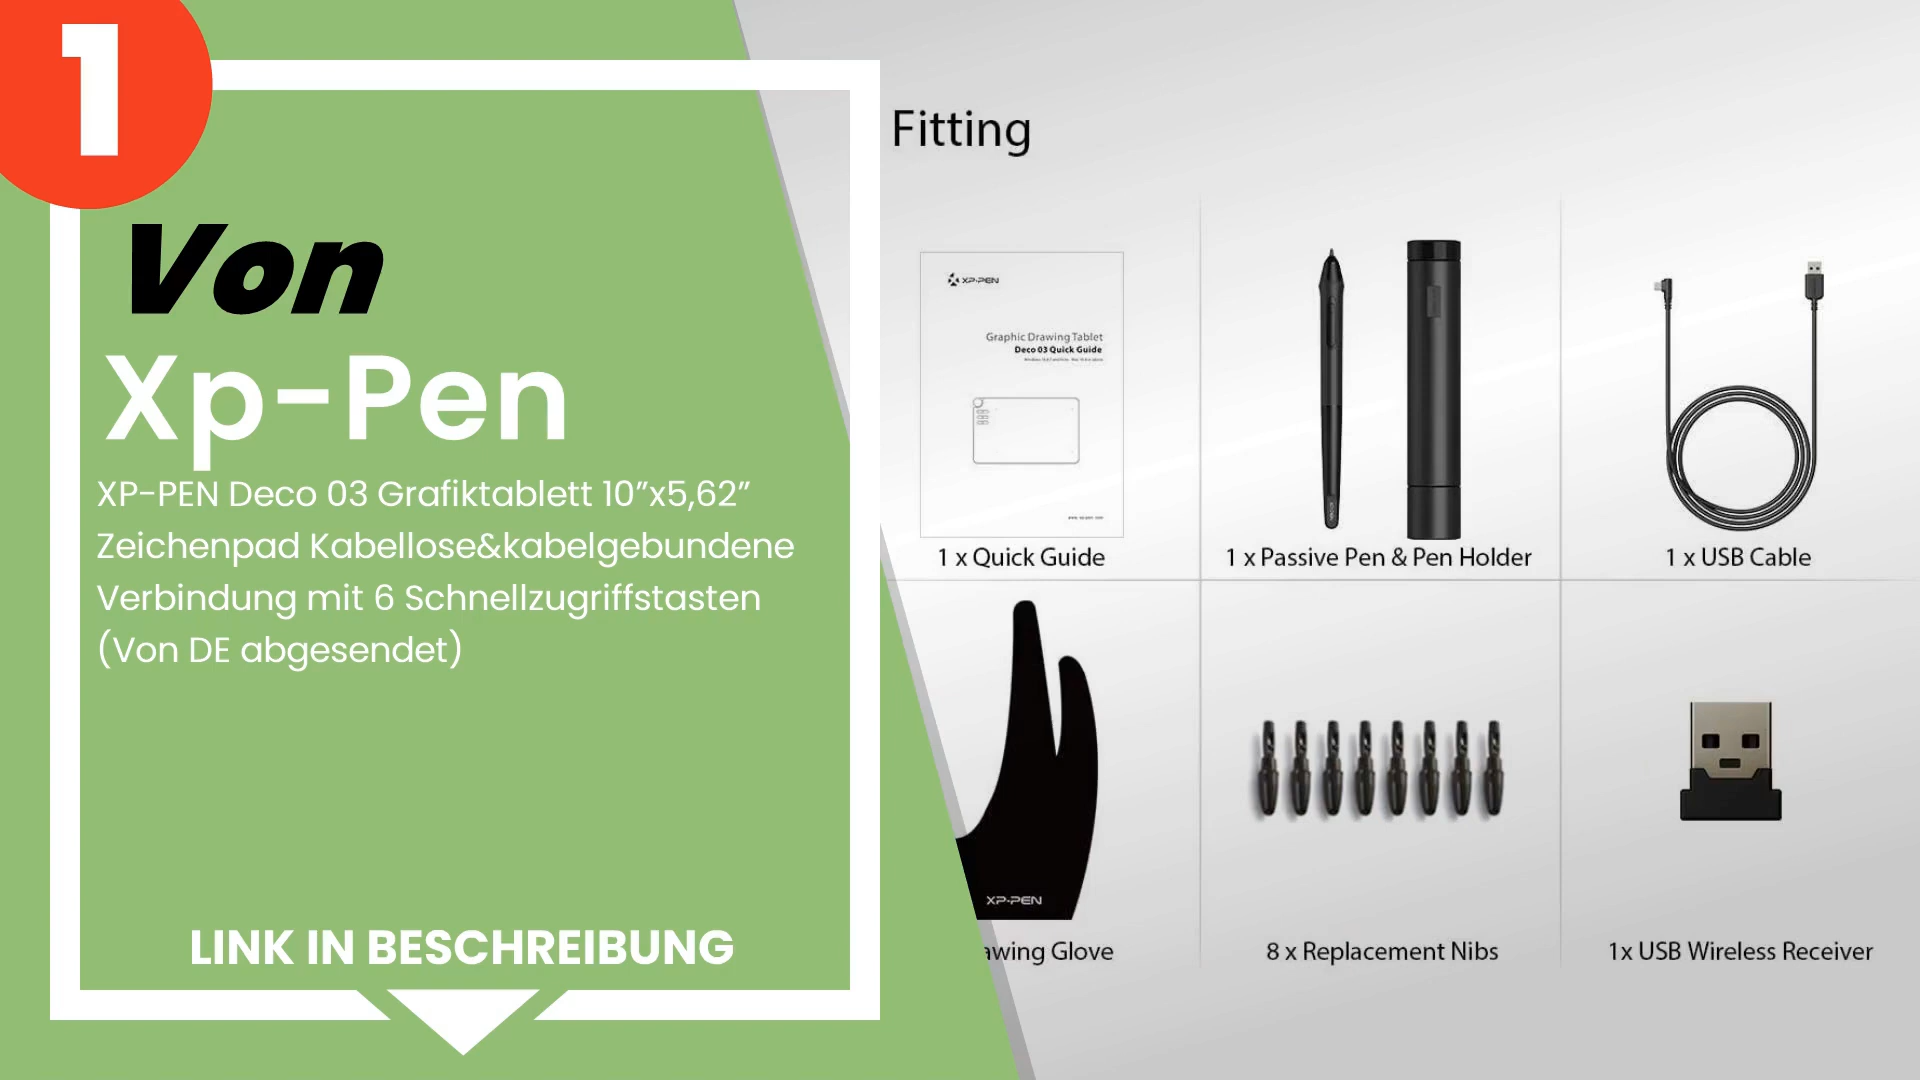 1
Von
Xp-Pen
XP-PEN Deco 03 Grafiktablett 10”x5,62”
Zeichenpad Kabellose&kabelgebundene
Verbindung mit 6 Schnellzugriffstasten
(Von DE abgesendet)
LINK IN BESCHREIBUNG
Fitting
XP-PEN
Graphic Drawing Tablet
Deco 03 Quick Guide
1 x Quick Guide
1 x Passive Pen & Pen Holder
1 x USB Cable
XP-PEN
awing Glove
8 x Replacement Nibs
1x USB Wireless Receiver